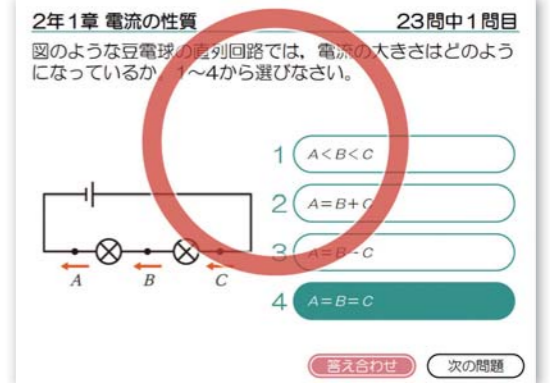 2年1章 電流の性質
23問中1問目
図のような豆電球の直列回路では、電流の大きさはどのよう
になっているか。1〜4から選びなさい。
1 A<B<C
2 A=B+C
3 A=B-C
4 A=B=C
A B C
答え合わせ
次の問題